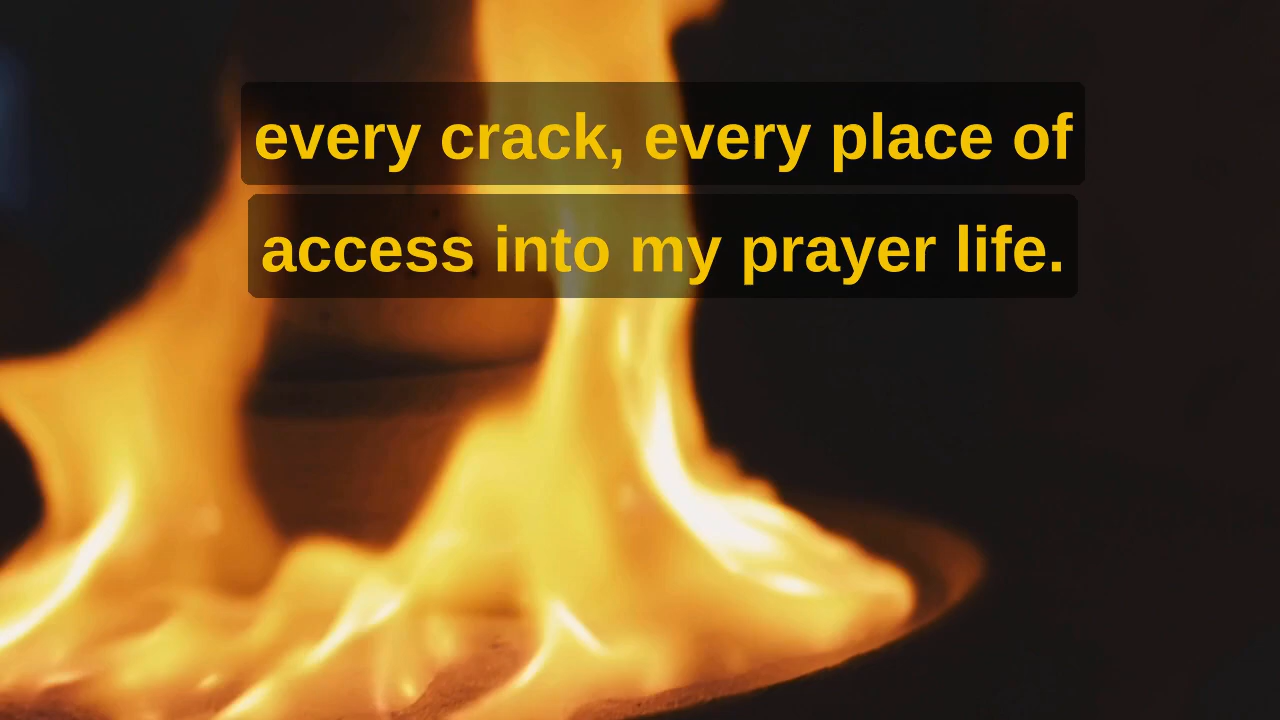 every crack, every place of
access into my prayer life.